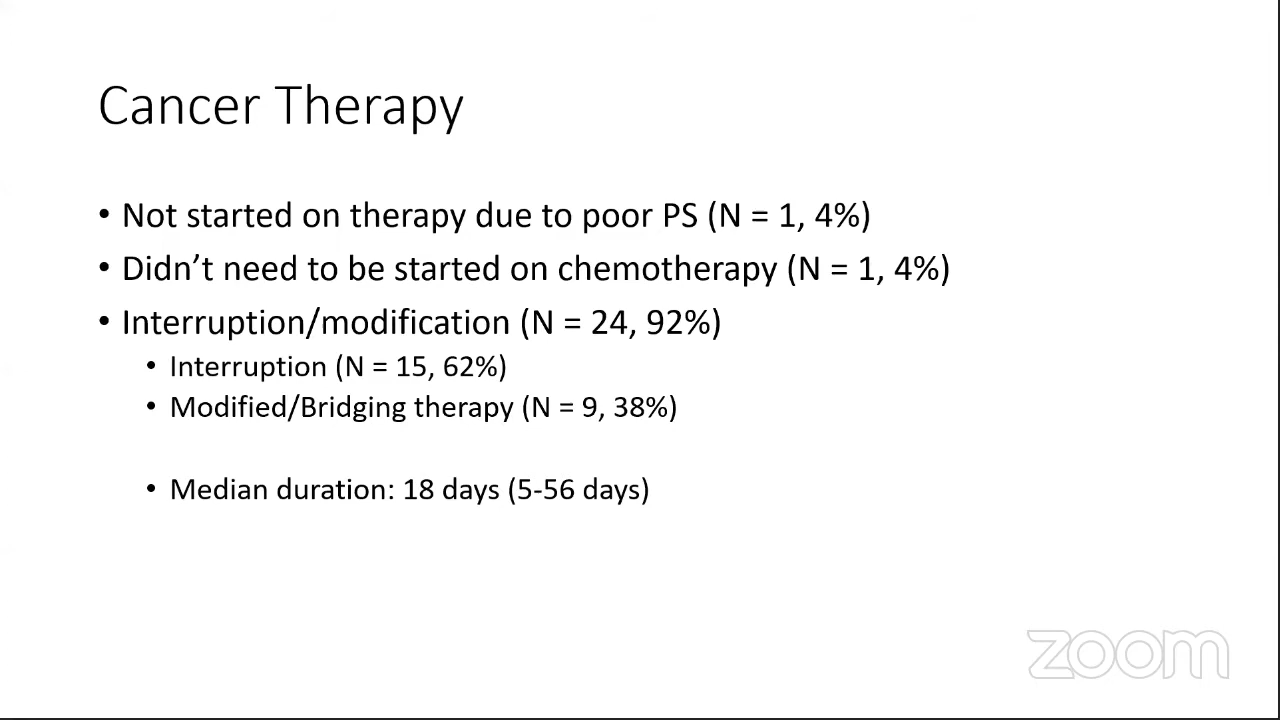 Cancer Therapy
• Not started on therapy due to poor PS (N = 1, 4%)
• Didn’t need to be started on chemotherapy (N = 1, 4%)
• Interruption/modification (N = 24, 92%)
• Interruption (N = 15, 62%)
• Modified/Bridging therapy (N = 9, 38%)
• Median duration: 18 days (5-56 days)
zoom